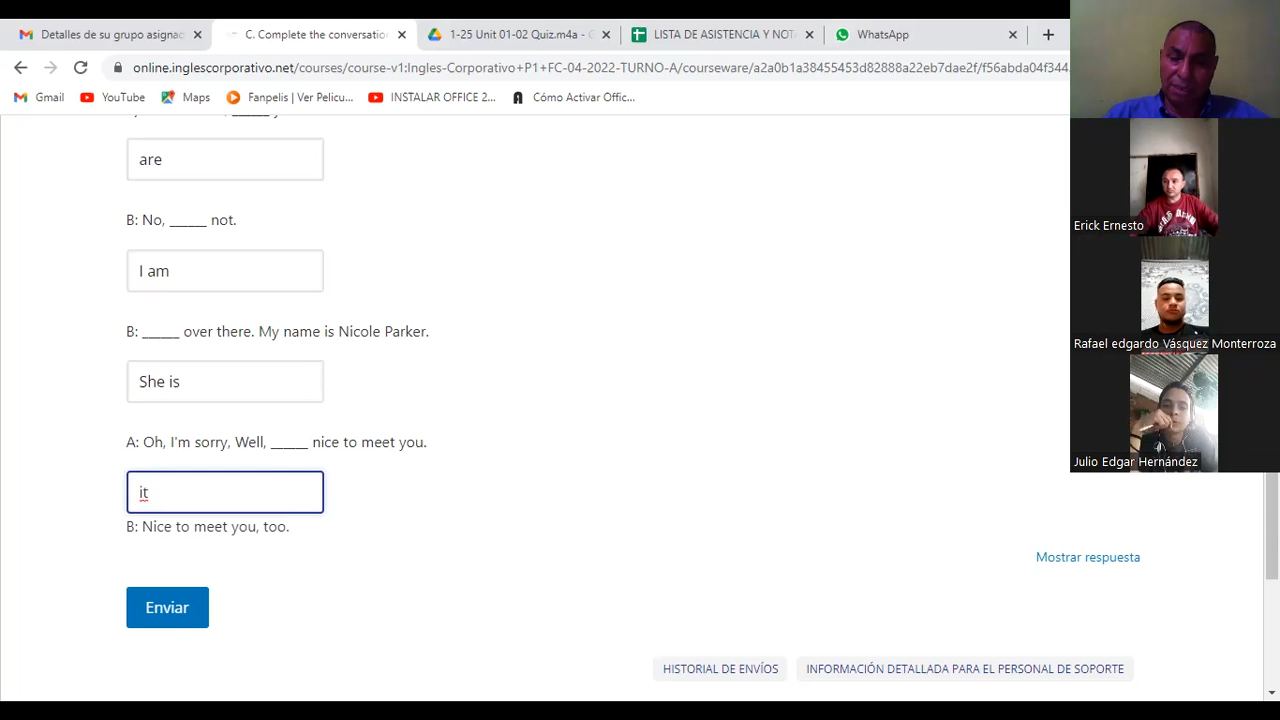 Detalles de su grupo asignac
C. Complete the conversatio
1-25 Unit 01-02 Quiz.m4a - G
LISTA DE ASISTENCIA Y NOT
WhatsApp
online.inglescorporativo.net/courses/course-v1:Ingles-Corporativo+P1+FC-04-2022-TURNO-A/courseware/a2a0b1a38455453d82888a22eb7dae2f/f56abda04f344
Gmail
YouTube
Maps
Fanpelis | Ver Pelicu...
INSTALAR OFFICE 2...
Cómo Activar Offic...
are
B: No, ______ not.
I am
B: ______ over there. My name is Nicole Parker.
She is
A: Oh, I'm sorry, Well, ______ nice to meet you.
it
B: Nice to meet you, too.
Mostrar respuesta
Enviar
HISTORIAL DE ENVÍOS
INFORMACIÓN DETALLADA PARA EL PERSONAL DE SOPORTE
Erick Ernesto
Rafael edgardo Vásquez Monterroza
Julio Edgar Hernández